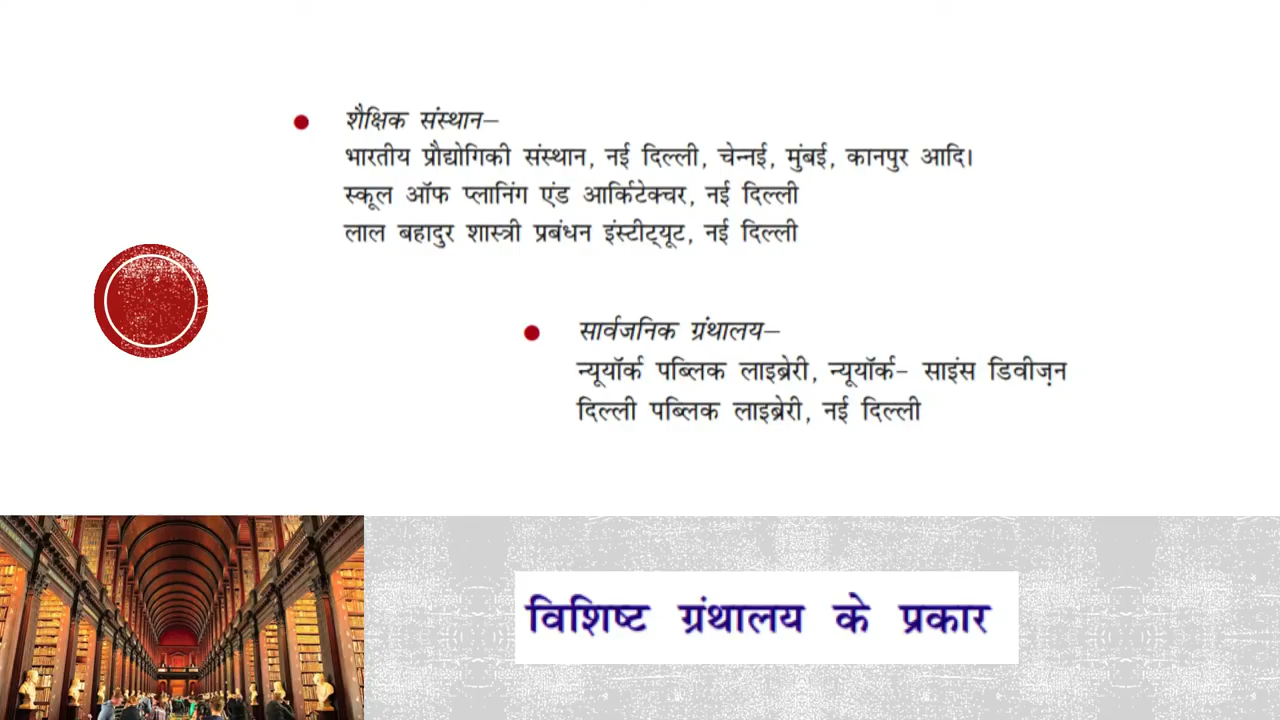 शैक्षिक संस्थान–
भारतीय प्रौद्योगिकी संस्थान, नई दिल्ली, चेन्नई, मुंबई, कानपुर आदि।
स्कूल ऑफ प्लानिंग एंड आर्किटेक्चर, नई दिल्ली
लाल बहादुर शास्त्री प्रबंधन इंस्टीट्यूट, नई दिल्ली
सार्वजनिक ग्रंथालय–
न्यूयॉर्क पब्लिक लाइब्रेरी, न्यूयॉर्क– साइंस डिवीज़न
दिल्ली पब्लिक लाइब्रेरी, नई दिल्ली
विशिष्ट ग्रंथालय के प्रकार